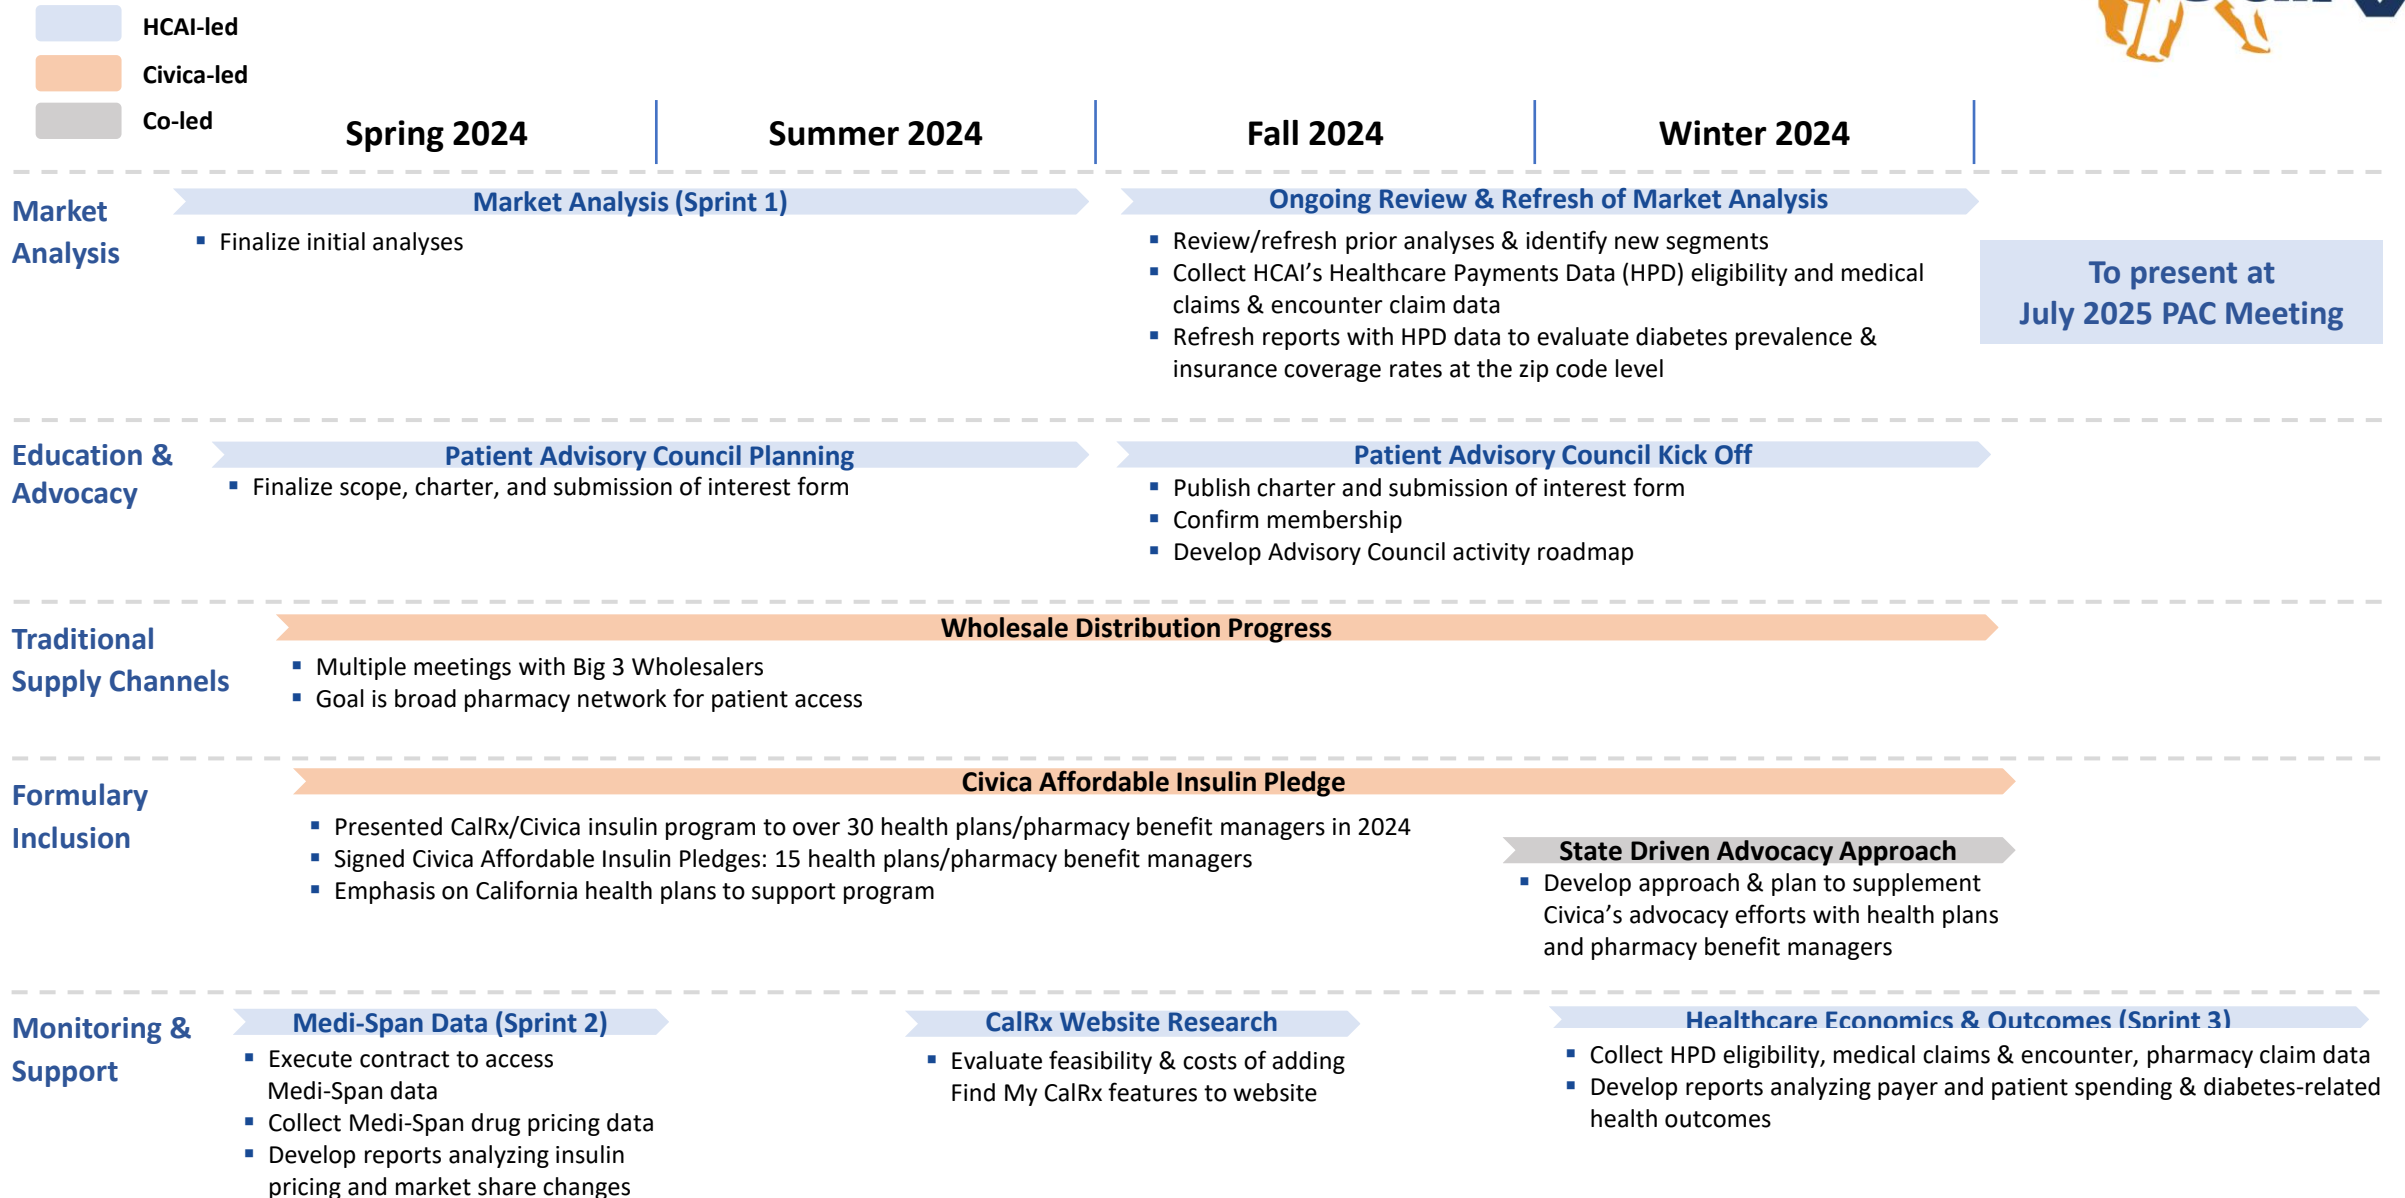 HCAI-led
Civica-led
Co-led
Spring 2024
Summer 2024
Fall 2024
Winter 2024
Market
Analysis
Market Analysis (Sprint 1)
▪ Finalize initial analyses
Ongoing Review & Refresh of Market Analysis
▪ Review/refresh prior analyses & identify new segments
▪ Collect HCAI’s Healthcare Payments Data (HPD) eligibility and medical
claims & encounter claim data
▪ Refresh reports with HPD data to evaluate diabetes prevalence &
insurance coverage rates at the zip code level
To present at
July 2025 PAC Meeting
Education &
Advocacy
Patient Advisory Council Planning
▪ Finalize scope, charter, and submission of interest form
Patient Advisory Council Kick Off
▪ Publish charter and submission of interest form
▪ Confirm membership
▪ Develop Advisory Council activity roadmap
Traditional
Supply Channels
Wholesale Distribution Progress
▪ Multiple meetings with Big 3 Wholesalers
▪ Goal is broad pharmacy network for patient access
Formulary
Inclusion
Civica Affordable Insulin Pledge
▪ Presented CalRx/Civica insulin program to over 30 health plans/pharmacy benefit managers in 2024
▪ Signed Civica Affordable Insulin Pledges: 15 health plans/pharmacy benefit managers
▪ Emphasis on California health plans to support program
State Driven Advocacy Approach
▪ Develop approach & plan to supplement
Civica’s advocacy efforts with health plans
and pharmacy benefit managers
Monitoring &
Support
Medi-Span Data (Sprint 2)
▪ Execute contract to access
Medi-Span data
▪ Collect Medi-Span drug pricing data
▪ Develop reports analyzing insulin
pricing and market share changes
CalRx Website Research
▪ Evaluate feasibility & costs of adding
Find My CalRx features to website
Healthcare Economics & Outcomes (Sprint 3)
▪ Collect HPD eligibility, medical claims & encounter, pharmacy claim data
▪ Develop reports analyzing payer and patient spending & diabetes-related
health outcomes